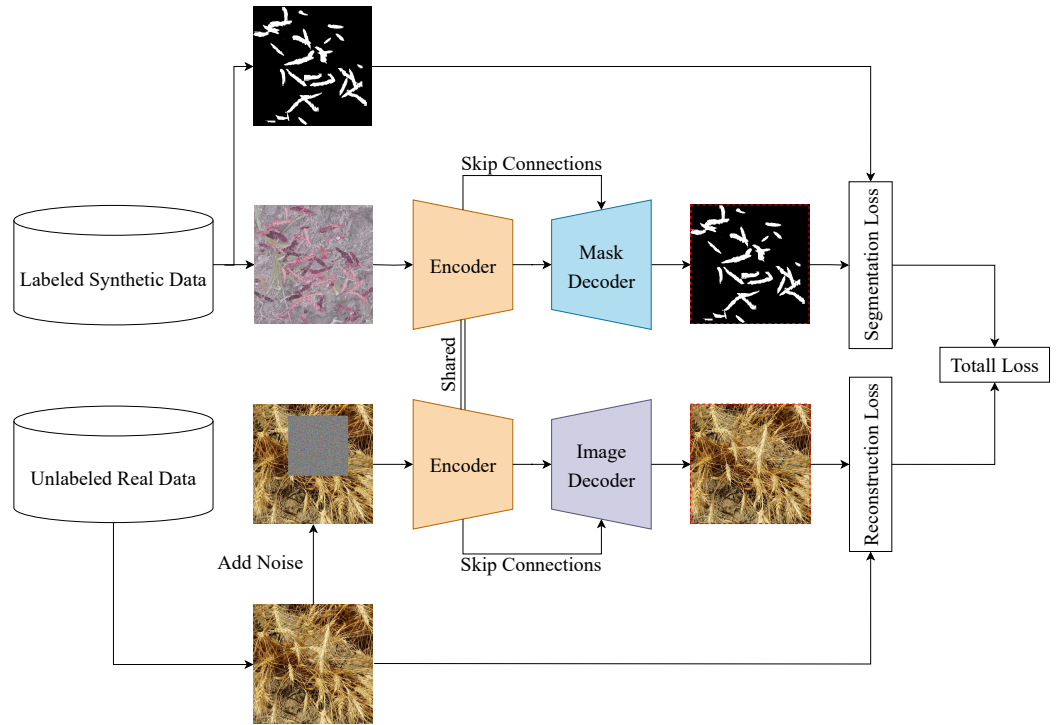 Skip Connections
Labeled Synthetic Data
Encoder
Mask
Decoder
Segmentation Loss
Shared
Totall Loss
Unlabeled Real Data
Encoder
Image
Decoder
Reconstruction Loss
Add Noise
Skip Connections